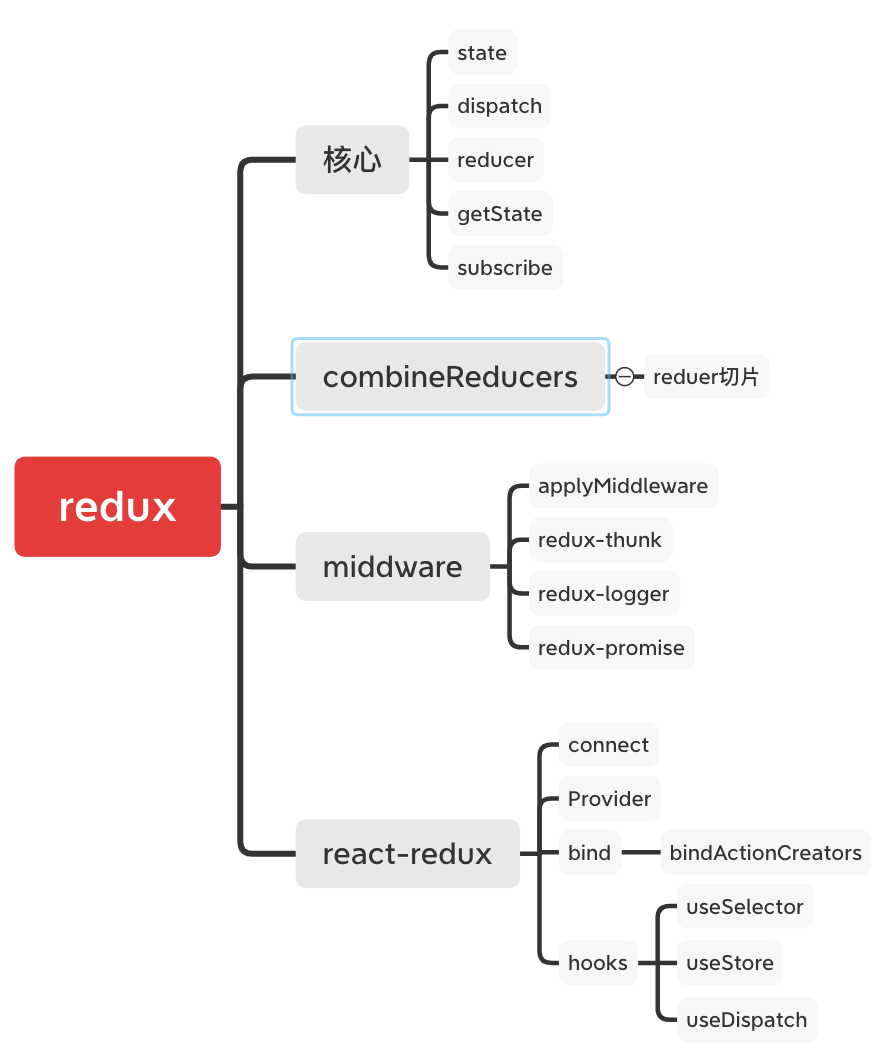 redux
核心
state
dispatch
reducer
getState
subscribe
combineReducers
reduer切片
middware
applyMiddleware
redux-thunk
redux-logger
redux-promise
react-redux
connect
Provider
bind
bindActionCreators
hooks
useSelector
useStore
useDispatch